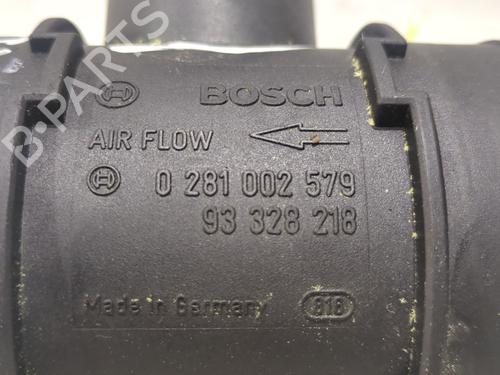 BOSCH
AIR FLOW
0 281 002 579
93 328 218
Made in Germany 818
B-PARTS